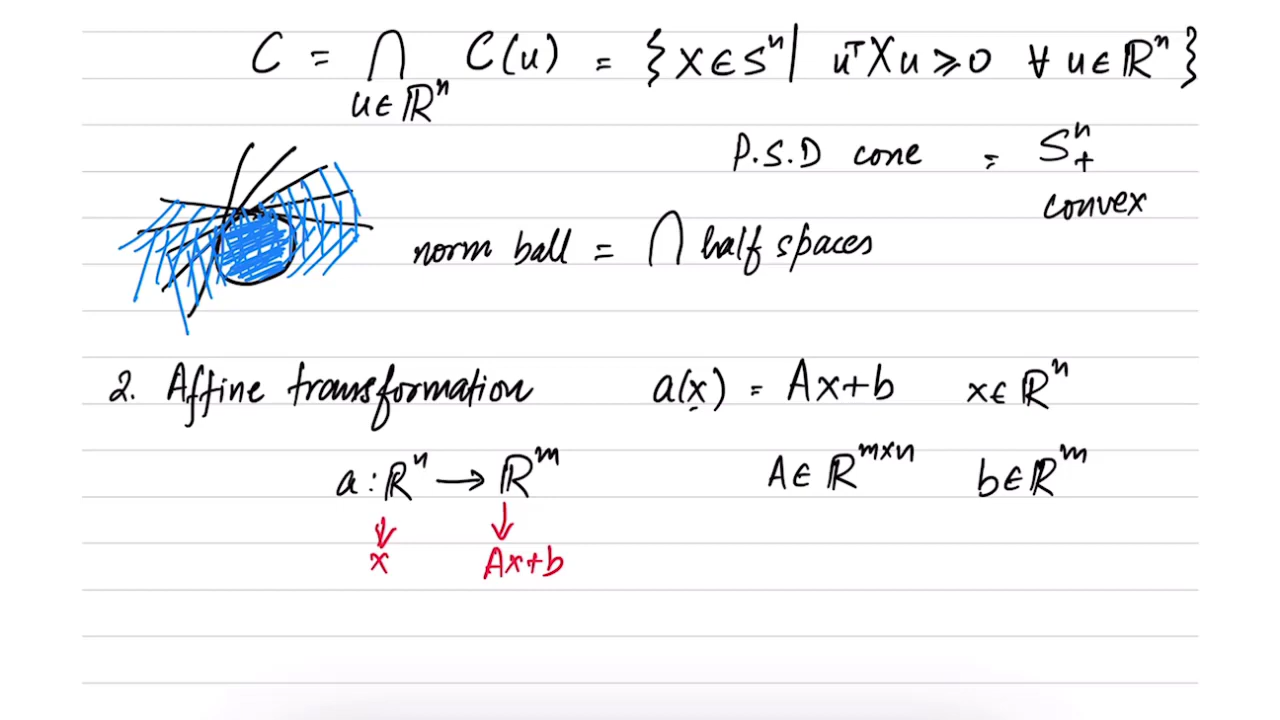 C = ⋂ C(u) = { X ∈ Sⁿ | uᵀXu ⩾ 0 ∀ u ∈ ℝⁿ }
u ∈ ℝⁿ
P.S.D cone = Sⁿ₊
convex
norm ball = ⋂ half spaces
2. Affine transformation a(x) = Ax+b x ∈ ℝⁿ
a : ℝⁿ → ℝᵐ A ∈ ℝᵐˣⁿ b ∈ ℝᵐ
↓ ↓
x Ax+b